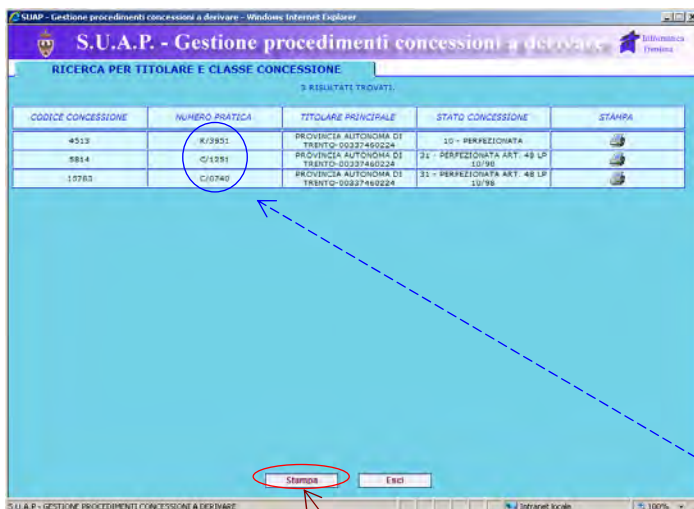 SUAP - Gestione procedimenti concessioni a derivare - Windows Internet Explorer
S.U.A.P. - Gestione procedimenti concessioni a derivare
Informatica
Trentina
RICERCA PER TITOLARE E CLASSE CONCESSIONE
3 RISULTATI TROVATI.
CODICE CONCESSIONE NUMERO PRATICA TITOLARE PRINCIPALE STATO CONCESSIONE STAMPA
4513 R/3951 PROVINCIA AUTONOMA DI TRENTO-00337460224 10 - PERFEZIONATA
5814 C/1251 PROVINCIA AUTONOMA DI TRENTO-00337460224 31 - PERFEZIONATA ART. 48 LP 10/98
C/0740 PROVINCIA AUTONOMA DI TRENTO-00337460224 31 - PERFEZIONATA ART. 48 LP 10/98
Stampa Esci
S.U.A.P. - GESTIONE PROCEDIMENTI CONCESSIONI A DERIVARE Intranet locale 100%